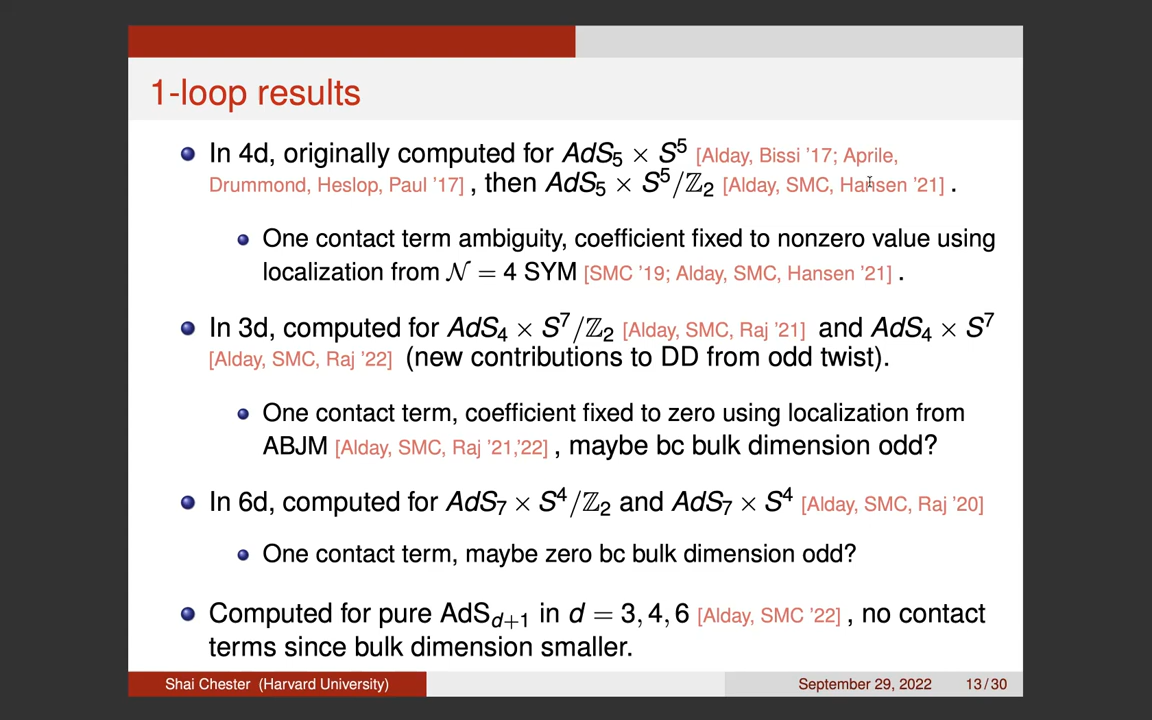 1-loop results
In 4d, originally computed for AdS₅ × S⁵ [Alday, Bissi '17; Aprile,
Drummond, Heslop, Paul '17] , then AdS₅ × S⁵/ℤ₂ [Alday, SMC, Hansen '21] .
One contact term ambiguity, coefficient fixed to nonzero value using
localization from 𝒩 = 4 SYM [SMC '19; Alday, SMC, Hansen '21] .
In 3d, computed for AdS₄ × S⁷/ℤ₂ [Alday, SMC, Raj '21] and AdS₄ × S⁷
[Alday, SMC, Raj '22] (new contributions to DD from odd twist).
One contact term, coefficient fixed to zero using localization from
ABJM [Alday, SMC, Raj '21,'22] , maybe bc bulk dimension odd?
In 6d, computed for AdS₇ × S⁴/ℤ₂ and AdS₇ × S⁴ [Alday, SMC, Raj '20]
One contact term, maybe zero bc bulk dimension odd?
Computed for pure AdS_{d+1} in d = 3, 4, 6 [Alday, SMC '22] , no contact
terms since bulk dimension smaller.
Shai Chester (Harvard University) September 29, 2022 13 / 30